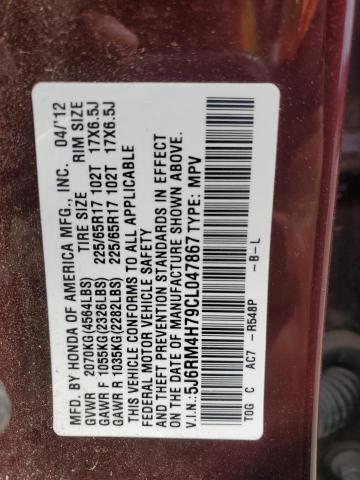 MFD. BY HONDA OF AMERICA MFG., INC. 04/'12
TIRE SIZE RIM SIZE
GVWR 2070KG(4564LBS)
GAWR F 1055KG(2326LBS) 225/65R17 102T 17X6.5J
GAWR R 1035KG(2282LBS) 225/65R17 102T 17X6.5J
THIS VEHICLE CONFORMS TO ALL APPLICABLE
FEDERAL MOTOR VEHICLE SAFETY
AND THEFT PREVENTION STANDARDS IN EFFECT
ON THE DATE OF MANUFACTURE SHOWN ABOVE.
V.I.N.:5J6RM4H79CL047867 TYPE: MPV
T0G C AC7 -R548P -B-L